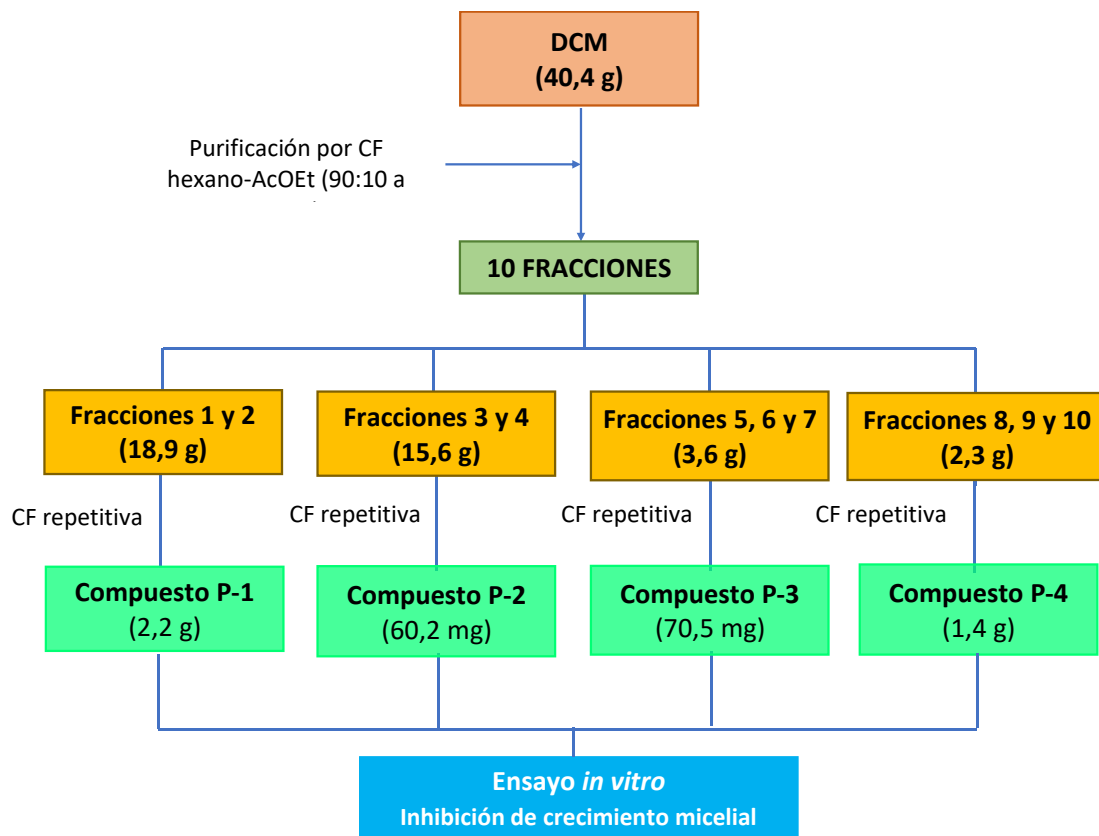 DCM
(40,4 g)
Purificación por CF
hexano-AcOEt (90:10 a
10 FRACCIONES
Fracciones 1 y 2
(18,9 g)
Fracciones 3 y 4
(15,6 g)
Fracciones 5, 6 y 7
(3,6 g)
Fracciones 8, 9 y 10
(2,3 g)
CF repetitiva
CF repetitiva
CF repetitiva
CF repetitiva
Compuesto P-1
(2,2 g)
Compuesto P-2
(60,2 mg)
Compuesto P-3
(70,5 mg)
Compuesto P-4
(1,4 g)
Ensayo in vitro
Inhibición de crecimiento micelial